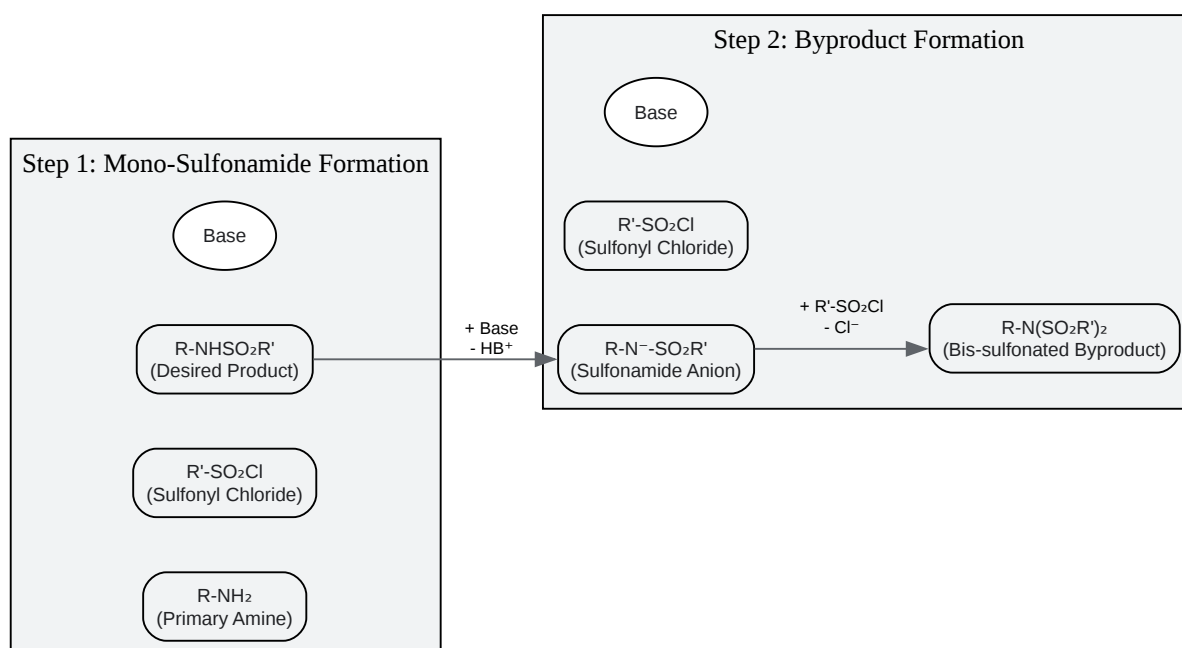 Step 1: Mono-Sulfonamide Formation
Base
R-NHSO₂R'
(Desired Product)
R'-SO₂Cl
(Sulfonyl Chloride)
R-NH₂
(Primary Amine)
+ Base
- HB⁺
Step 2: Byproduct Formation
Base
R'-SO₂Cl
(Sulfonyl Chloride)
R-N⁻-SO₂R'
(Sulfonamide Anion)
+ R'-SO₂Cl
- Cl⁻
R-N(SO₂R')₂
(Bis-sulfonated Byproduct)